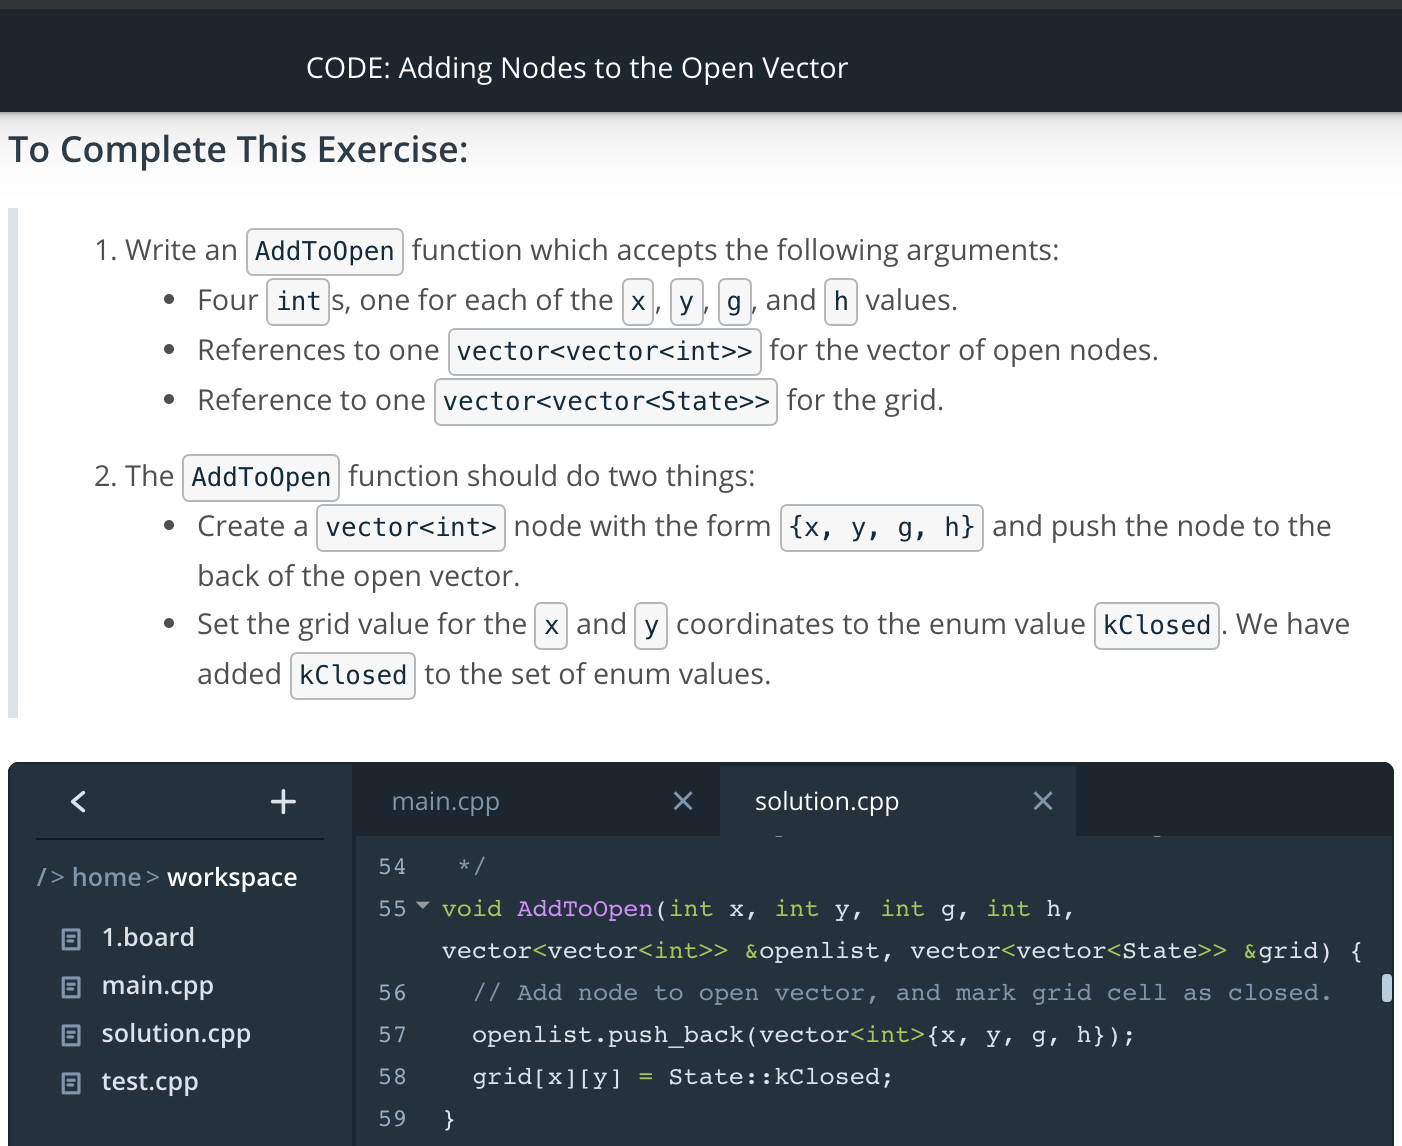 CODE: Adding Nodes to the Open Vector
To Complete This Exercise:
1. Write an AddToOpen function which accepts the following arguments:
• Four int s, one for each of the x , y , g , and h values.
• References to one vector<vector<int>> for the vector of open nodes.
• Reference to one vector<vector<State>> for the grid.
2. The AddToOpen function should do two things:
• Create a vector<int> node with the form {x, y, g, h} and push the node to the
back of the open vector.
• Set the grid value for the x and y coordinates to the enum value kClosed . We have
added kClosed to the set of enum values.
main.cpp
solution.cpp
/ > home > workspace
1.board
main.cpp
solution.cpp
test.cpp
54 */
55 void AddToOpen(int x, int y, int g, int h,
vector<vector<int>> &openlist, vector<vector<State>> &grid) {
56 // Add node to open vector, and mark grid cell as closed.
57 openlist.push_back(vector<int>{x, y, g, h});
58 grid[x][y] = State::kClosed;
59 }